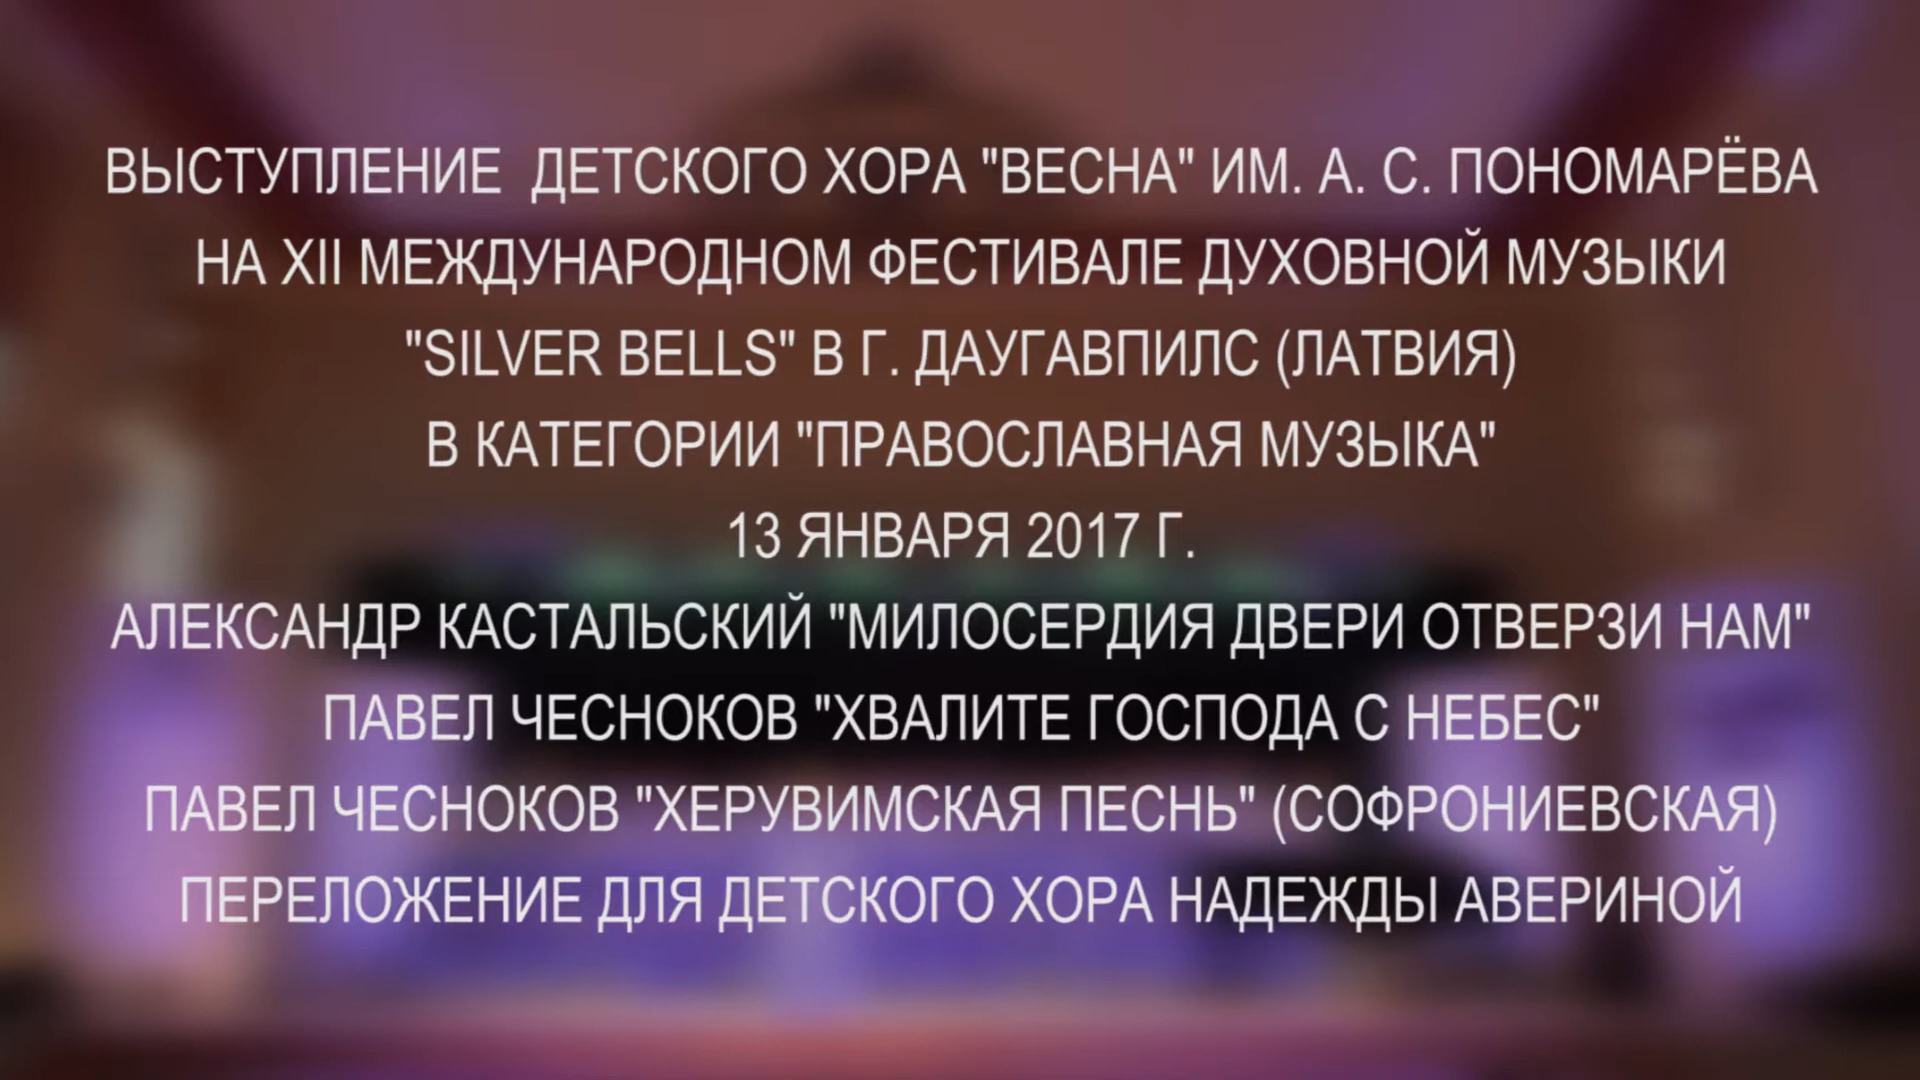 ВЫСТУПЛЕНИЕ ДЕТСКОГО ХОРА "ВЕСНА" ИМ. А. С. ПОНОМАРЁВА
НА XII МЕЖДУНАРОДНОМ ФЕСТИВАЛЕ ДУХОВНОЙ МУЗЫКИ
"SILVER BELLS" В Г. ДАУГАВПИЛС (ЛАТВИЯ)
В КАТЕГОРИИ "ПРАВОСЛАВНАЯ МУЗЫКА"
13 ЯНВАРЯ 2017 Г.
АЛЕКСАНДР КАСТАЛЬСКИЙ "МИЛОСЕРДИЯ ДВЕРИ ОТВЕРЗИ НАМ"
ПАВЕЛ ЧЕСНОКОВ "ХВАЛИТЕ ГОСПОДА С НЕБЕС"
ПАВЕЛ ЧЕСНОКОВ "ХЕРУВИМСКАЯ ПЕСНЬ" (СОФРОНИЕВСКАЯ)
ПЕРЕЛОЖЕНИЕ ДЛЯ ДЕТСКОГО ХОРА НАДЕЖДЫ АВЕРИНОЙ